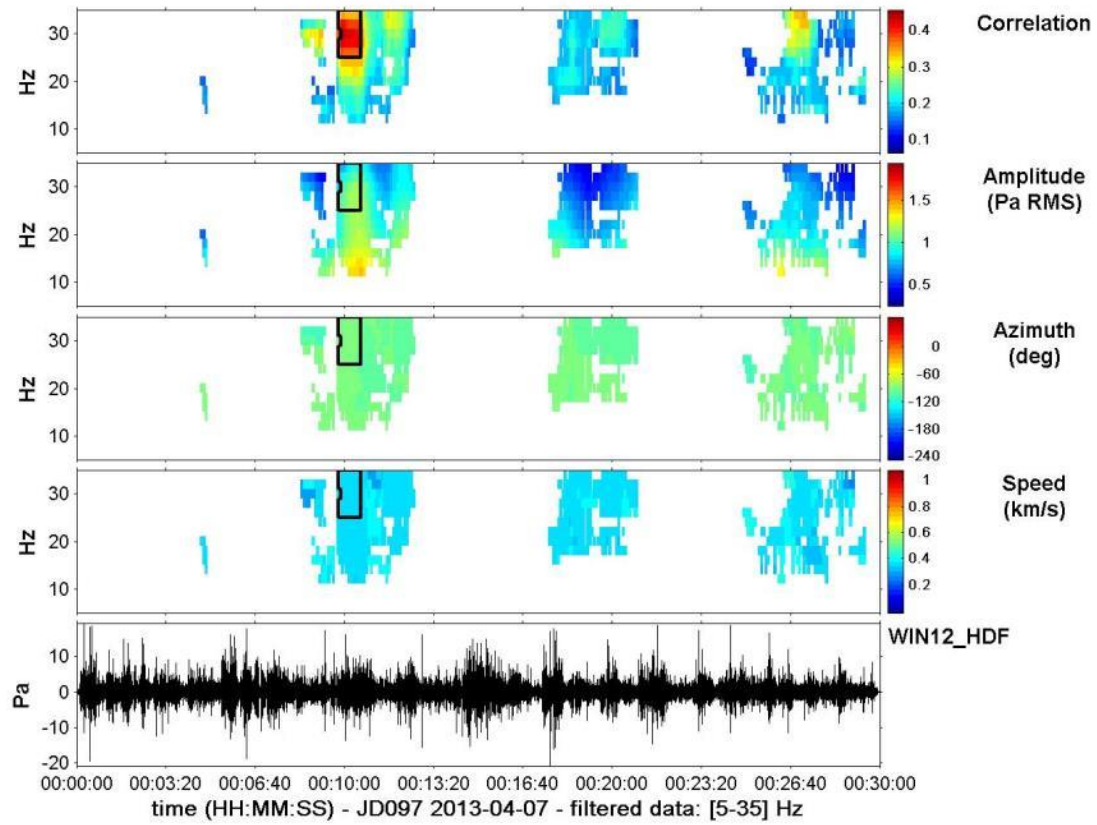 Hz
30
20
10
0.4
0.3
0.2
0.1
Correlation
Hz
30
20
10
1.5
1
0.5
Amplitude
(Pa RMS)
Hz
30
20
10
0
-60
-120
-180
-240
Azimuth
(deg)
Hz
30
20
10
1
0.8
0.6
0.4
0.2
Speed
(km/s)
Pa
10
0
-10
-20
WIN12_HDF
00:00:00 00:03:20 00:06:40 00:10:00 00:13:20 00:16:40 00:20:00 00:23:20 00:26:40 00:30:00
time (HH:MM:SS) - JD097 2013-04-07 - filtered data: [5-35] Hz